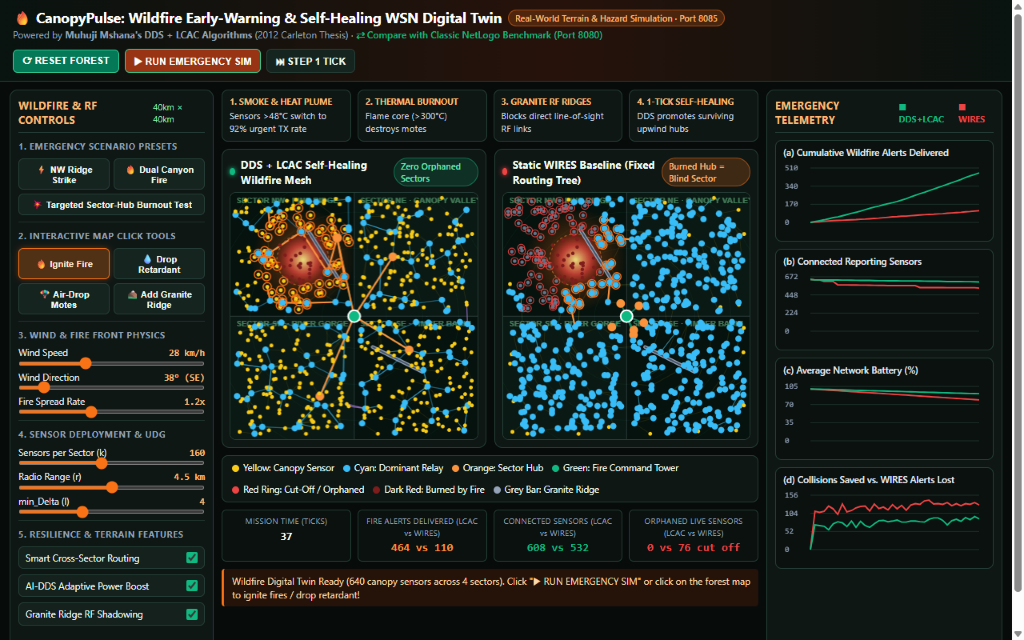 CanopyPulse: Wildfire Early-Warning & Self-Healing WSN Digital Twin
Real-World Terrain & Hazard Simulation · Port 8085
Powered by Muhuji Mshana's DDS + LCAC Algorithms (2012 Carleton Thesis) · ⇄ Compare with Classic NetLogo Benchmark (Port 8080)
⟳ RESET FOREST
▶ RUN EMERGENCY SIM
⏭ STEP 1 TICK
WILDFIRE & RF
CONTROLS
40km ×
40km
1. EMERGENCY SCENARIO PRESETS
NW Ridge
Strike
Dual Canyon
Fire
Targeted Sector-Hub Burnout Test
2. INTERACTIVE MAP CLICK TOOLS
Ignite Fire
Drop
Retardant
Air-Drop
Motes
Add Granite
Ridge
3. WIND & FIRE FRONT PHYSICS
Wind Speed 28 km/h
Wind Direction 38° (SE)
Fire Spread Rate 1.2x
4. SENSOR DEPLOYMENT & UDG
Sensors per Sector (k) 160
Radio Range (r) 4.5 km
min_Delta (l) 4
5. RESILIENCE & TERRAIN FEATURES
Smart Cross-Sector Routing
AI-DDS Adaptive Power Boost
Granite Ridge RF Shadowing
1. SMOKE & HEAT PLUME
Sensors >48°C switch to
92% urgent TX rate
2. THERMAL BURNOUT
Flame core (>300°C)
destroys motes
3. GRANITE RF RIDGES
Blocks direct line-of-sight
RF links
4. 1-TICK SELF-HEALING
DDS promotes surviving
upwind hubs
DDS + LCAC Self-Healing
Wildfire Mesh
Zero Orphaned
Sectors
Static WIRES Baseline (Fixed
Routing Tree)
Burned Hub =
Blind Sector
Yellow: Canopy Sensor
Cyan: Dominant Relay
Orange: Sector Hub
Green: Fire Command Tower
Red Ring: Cut-Off / Orphaned
Dark Red: Burned by Fire
Grey Bar: Granite Ridge
MISSION TIME (TICKS)
37
FIRE ALERTS DELIVERED (LCAC
vs WIRES)
464 vs 110
CONNECTED SENSORS (LCAC
vs WIRES)
608 vs 532
ORPHANED LIVE SENSORS
(LCAC vs WIRES)
0 vs 76 cut off
Wildfire Digital Twin Ready (640 canopy sensors across 4 sectors). Click "▶ RUN EMERGENCY SIM" or click on the forest map
to ignite fires / drop retardant!
EMERGENCY
TELEMETRY
DDS+LCAC
WIRES
(a) Cumulative Wildfire Alerts Delivered
510
340
170
0
(b) Connected Reporting Sensors
672
448
224
0
(c) Average Network Battery (%)
105
70
35
0
(d) Collisions Saved vs. WIRES Alerts Lost
156
104
52
0